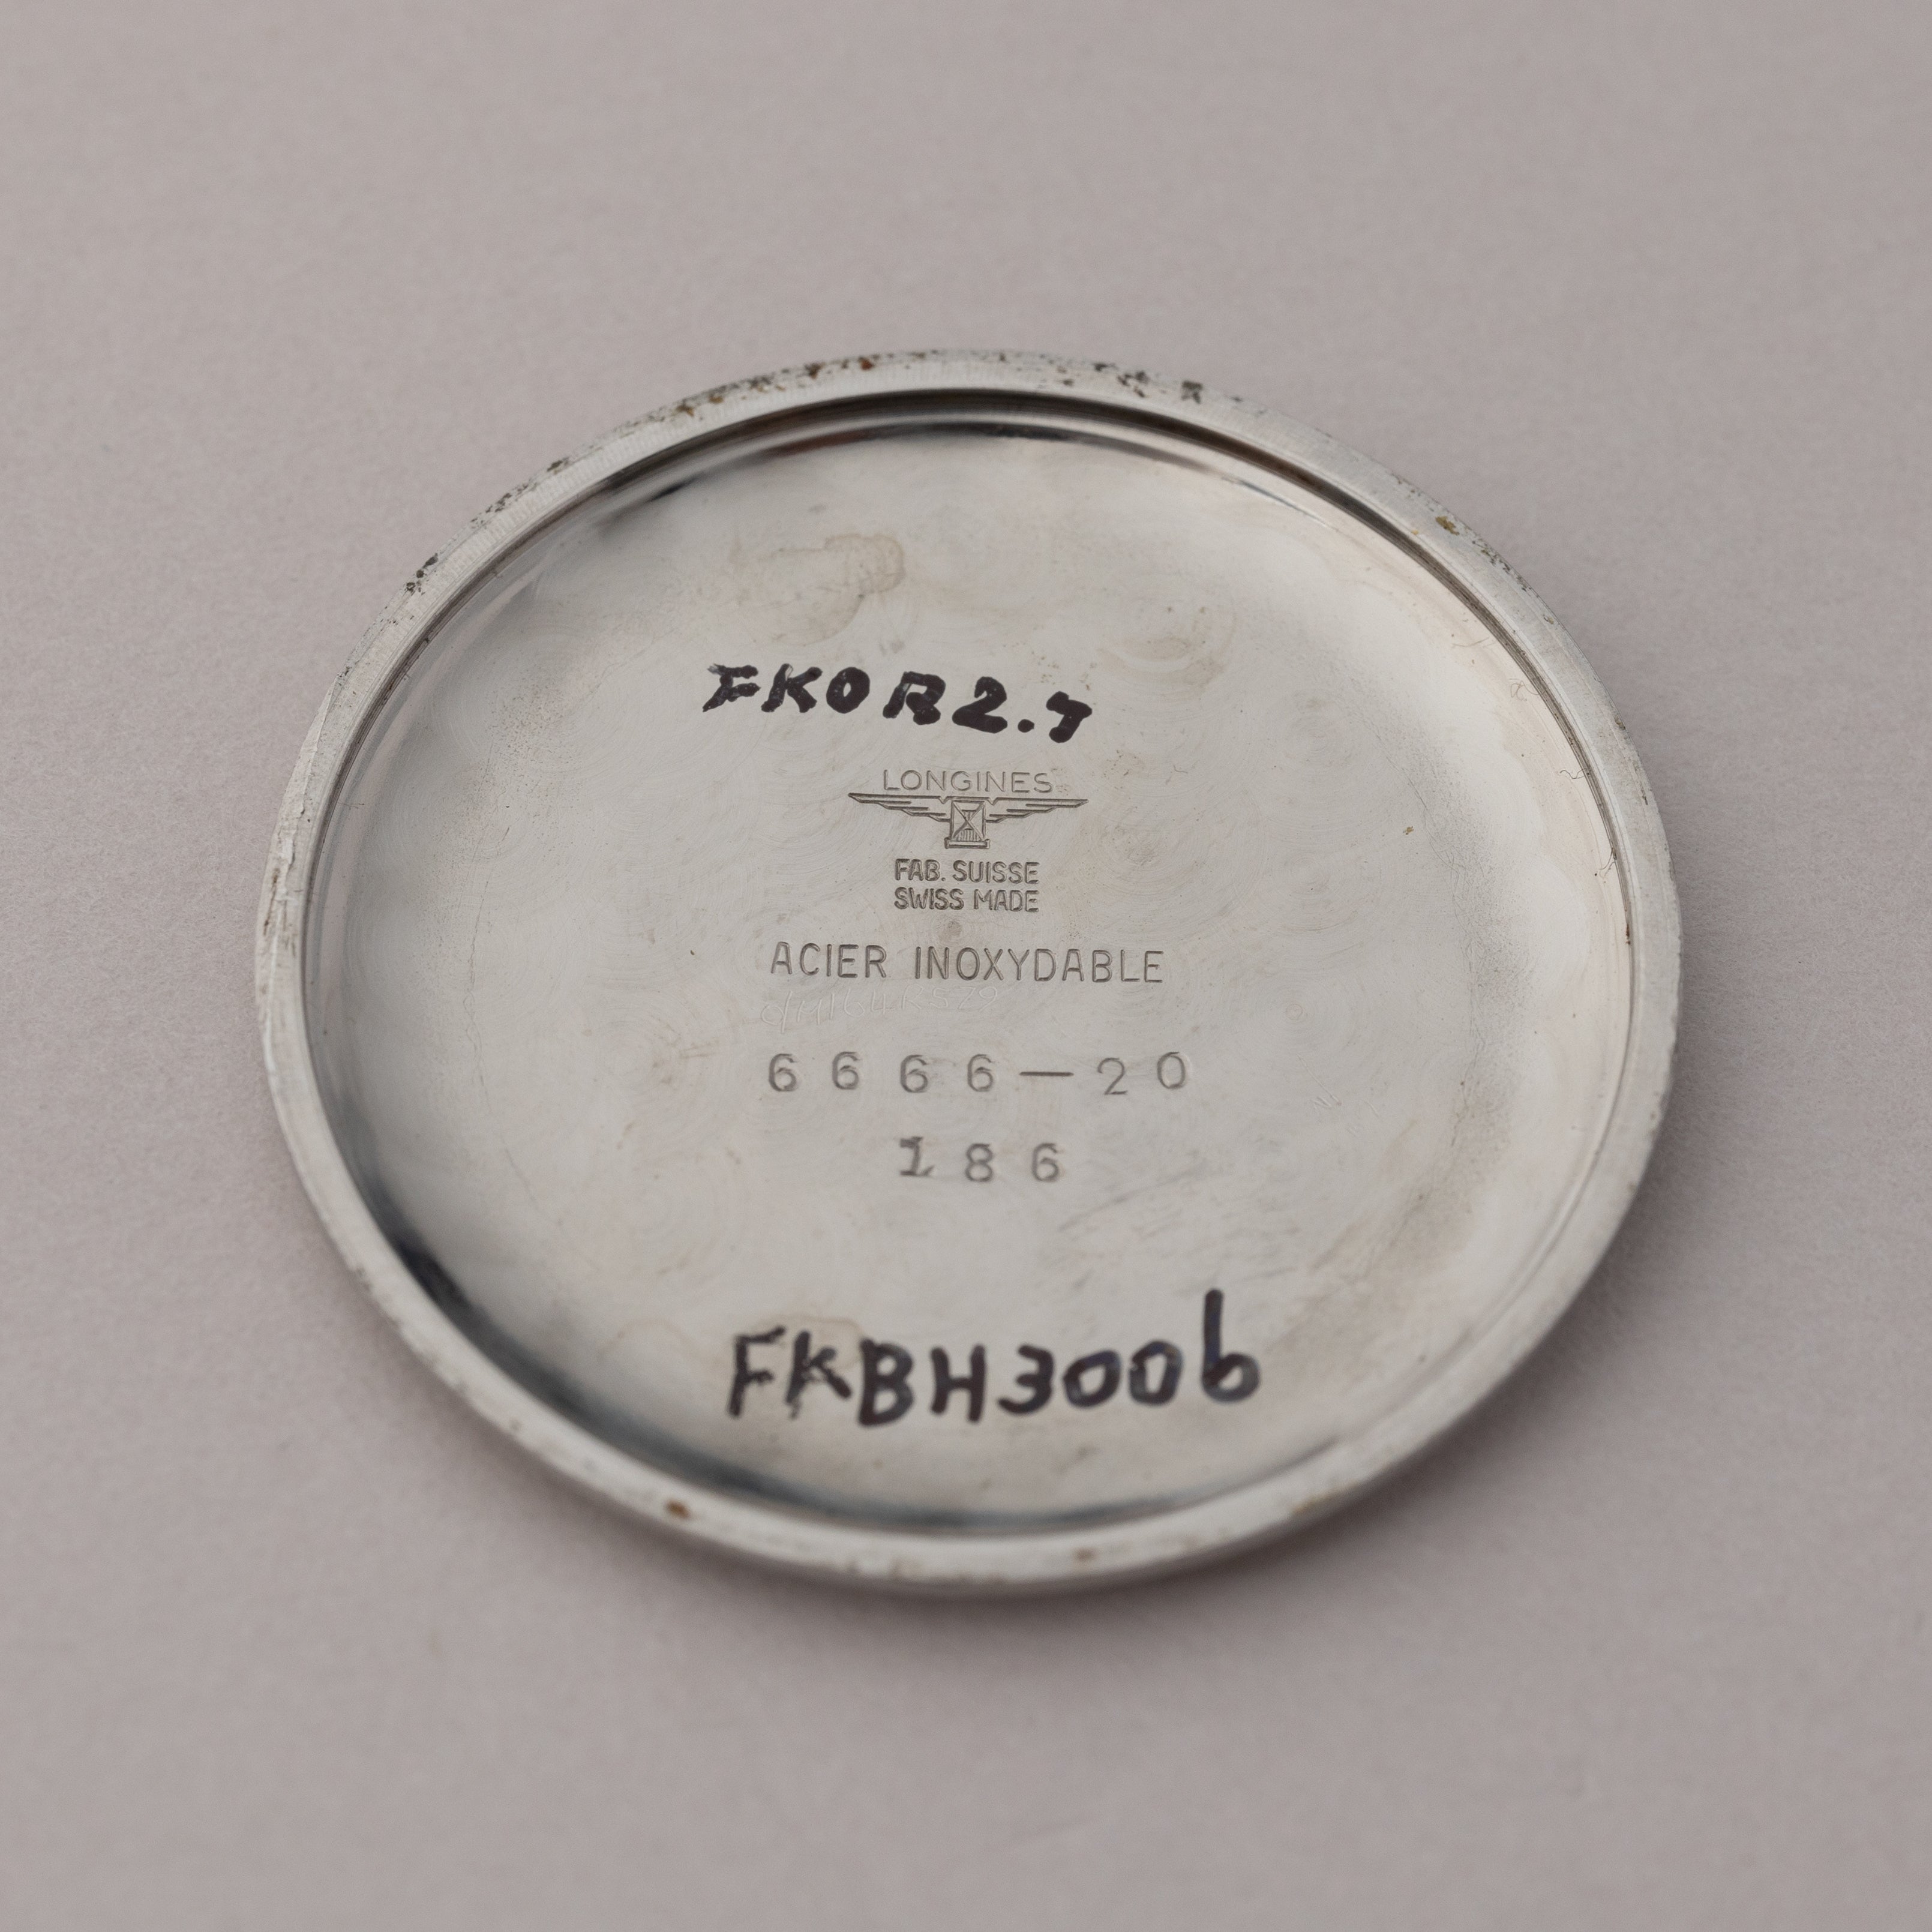 FKOR2.7
LONGINES
FAB. SUISSE
SWISS MADE
ACIER INOXYDABLE
6666-20
186
FKBH3006